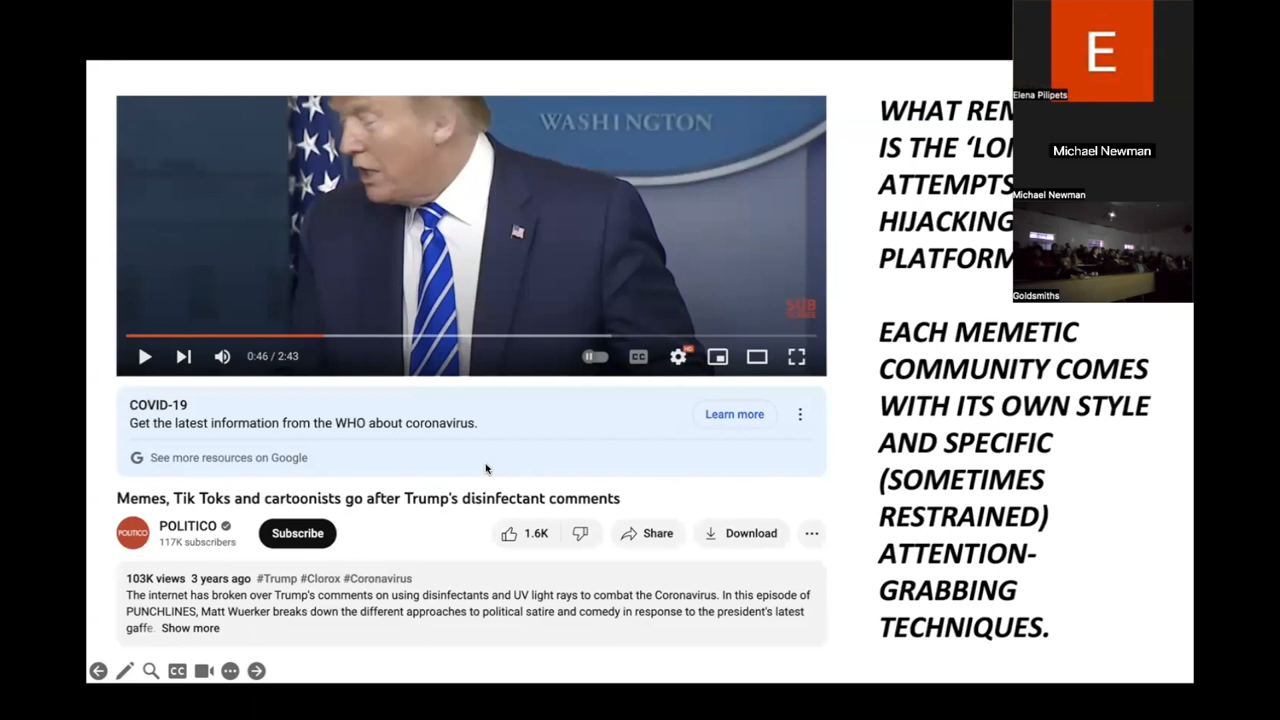 WASHINGTON
SUB
0:46 / 2:43
CC
HD
COVID-19
Get the latest information from the WHO about coronavirus.
Learn more
G See more resources on Google
Memes, Tik Toks and cartoonists go after Trump's disinfectant comments
POLITICO
POLITICO
117K subscribers
Subscribe
1.6K
Share
Download
103K views 3 years ago #Trump #Clorox #Coronavirus
The internet has broken over Trump's comments on using disinfectants and UV light rays to combat the Coronavirus. In this episode of
PUNCHLINES, Matt Wuerker breaks down the different approaches to political satire and comedy in response to the president's latest
gaffe. Show more
CC
WHAT
IS THE
ATTEMPTS
HIJACKING
PLATFORM
EACH MEMETIC
COMMUNITY COMES
WITH ITS OWN STYLE
AND SPECIFIC
(SOMETIMES
RESTRAINED)
ATTENTION-
GRABBING
TECHNIQUES.
E
Elena Pilipets
Michael Newman
Michael Newman
Goldsmiths